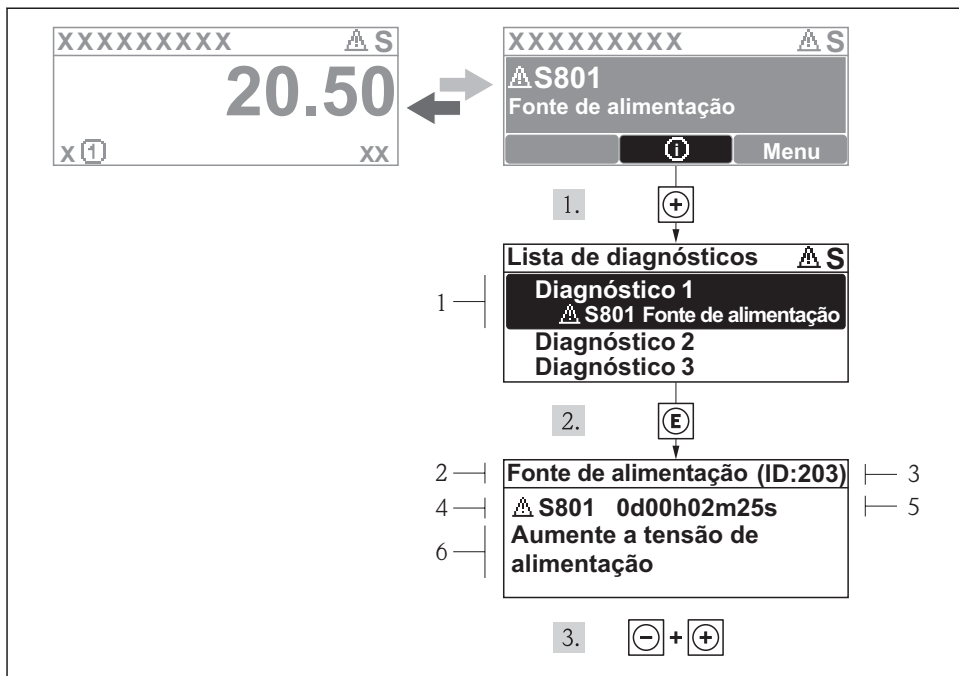 XXXXXXXXX ⚠ S
20.50
X 1 XX
XXXXXXXXX ⚠ S
⚠ S801
Fonte de alimentação
i Menu
1. +
Lista de diagnósticos ⚠ S
1
Diagnóstico 1
⚠ S801 Fonte de alimentação
Diagnóstico 2
Diagnóstico 3
2. E
2 Fonte de alimentação (ID:203) 3
4 ⚠ S801 0d00h02m25s 5
6 Aumente a tensão de
alimentação
3. - + +